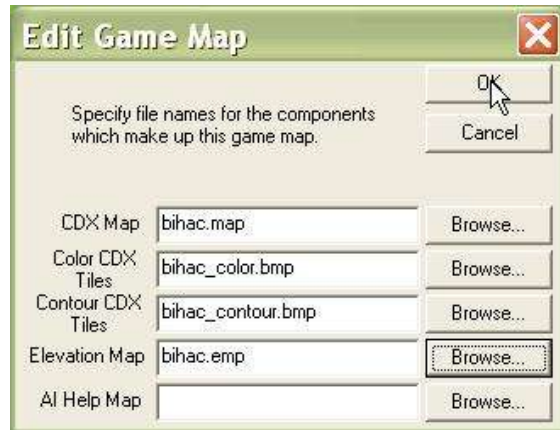 Edit Game Map
OK
Specify file names for the components
which make up this game map.
Cancel
CDX Map bihac.map Browse...
Color CDX
Tiles bihac_color.bmp Browse...
Contour CDX
Tiles bihac_contour.bmp Browse...
Elevation Map bihac.emp Browse...
AI Help Map Browse...